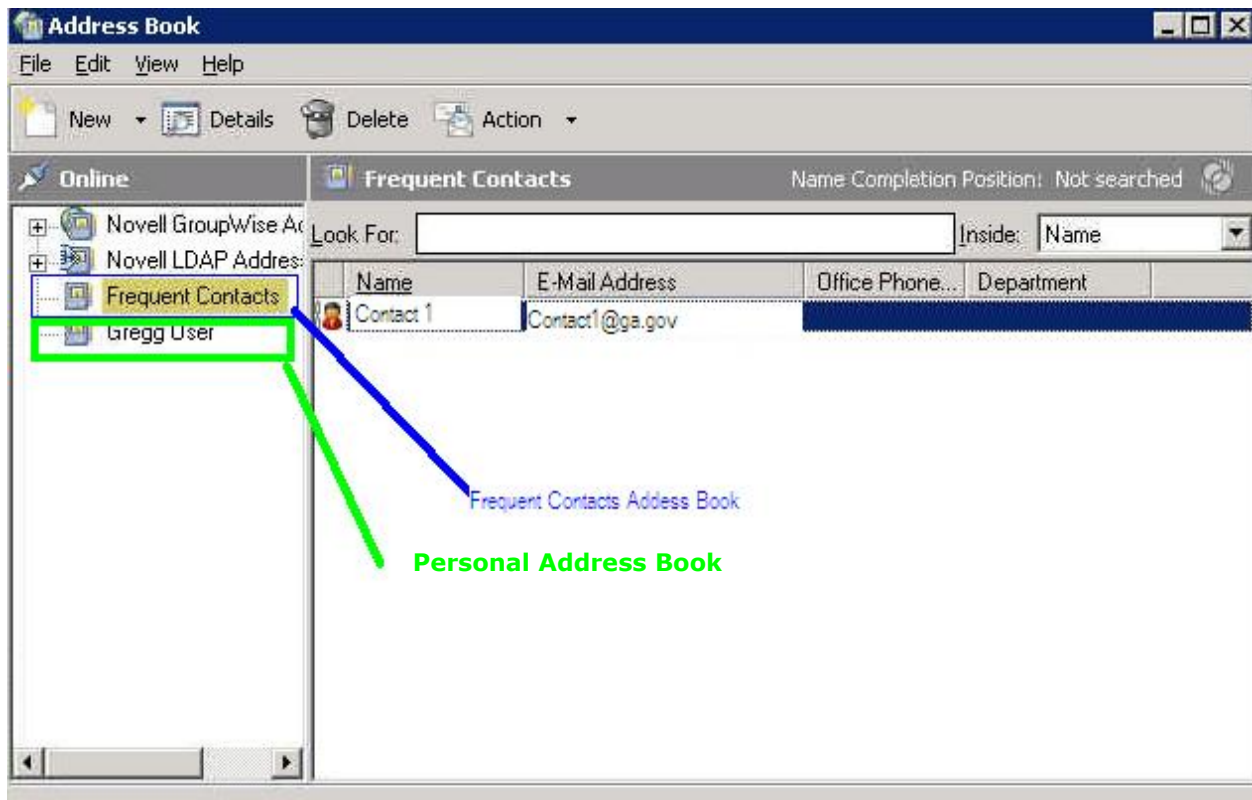 Address Book
File Edit View Help
New Details Delete Action
Online
Frequent Contacts Name Completion Position: Not searched
Novell GroupWise Ad
Novell LDAP Addres
Frequent Contacts
Gregg User
Look For: Inside: Name
Name E-Mail Address Office Phone... Department
Contact 1 Contact1@ga.gov
Frequent Contacts Addess Book
Personal Address Book